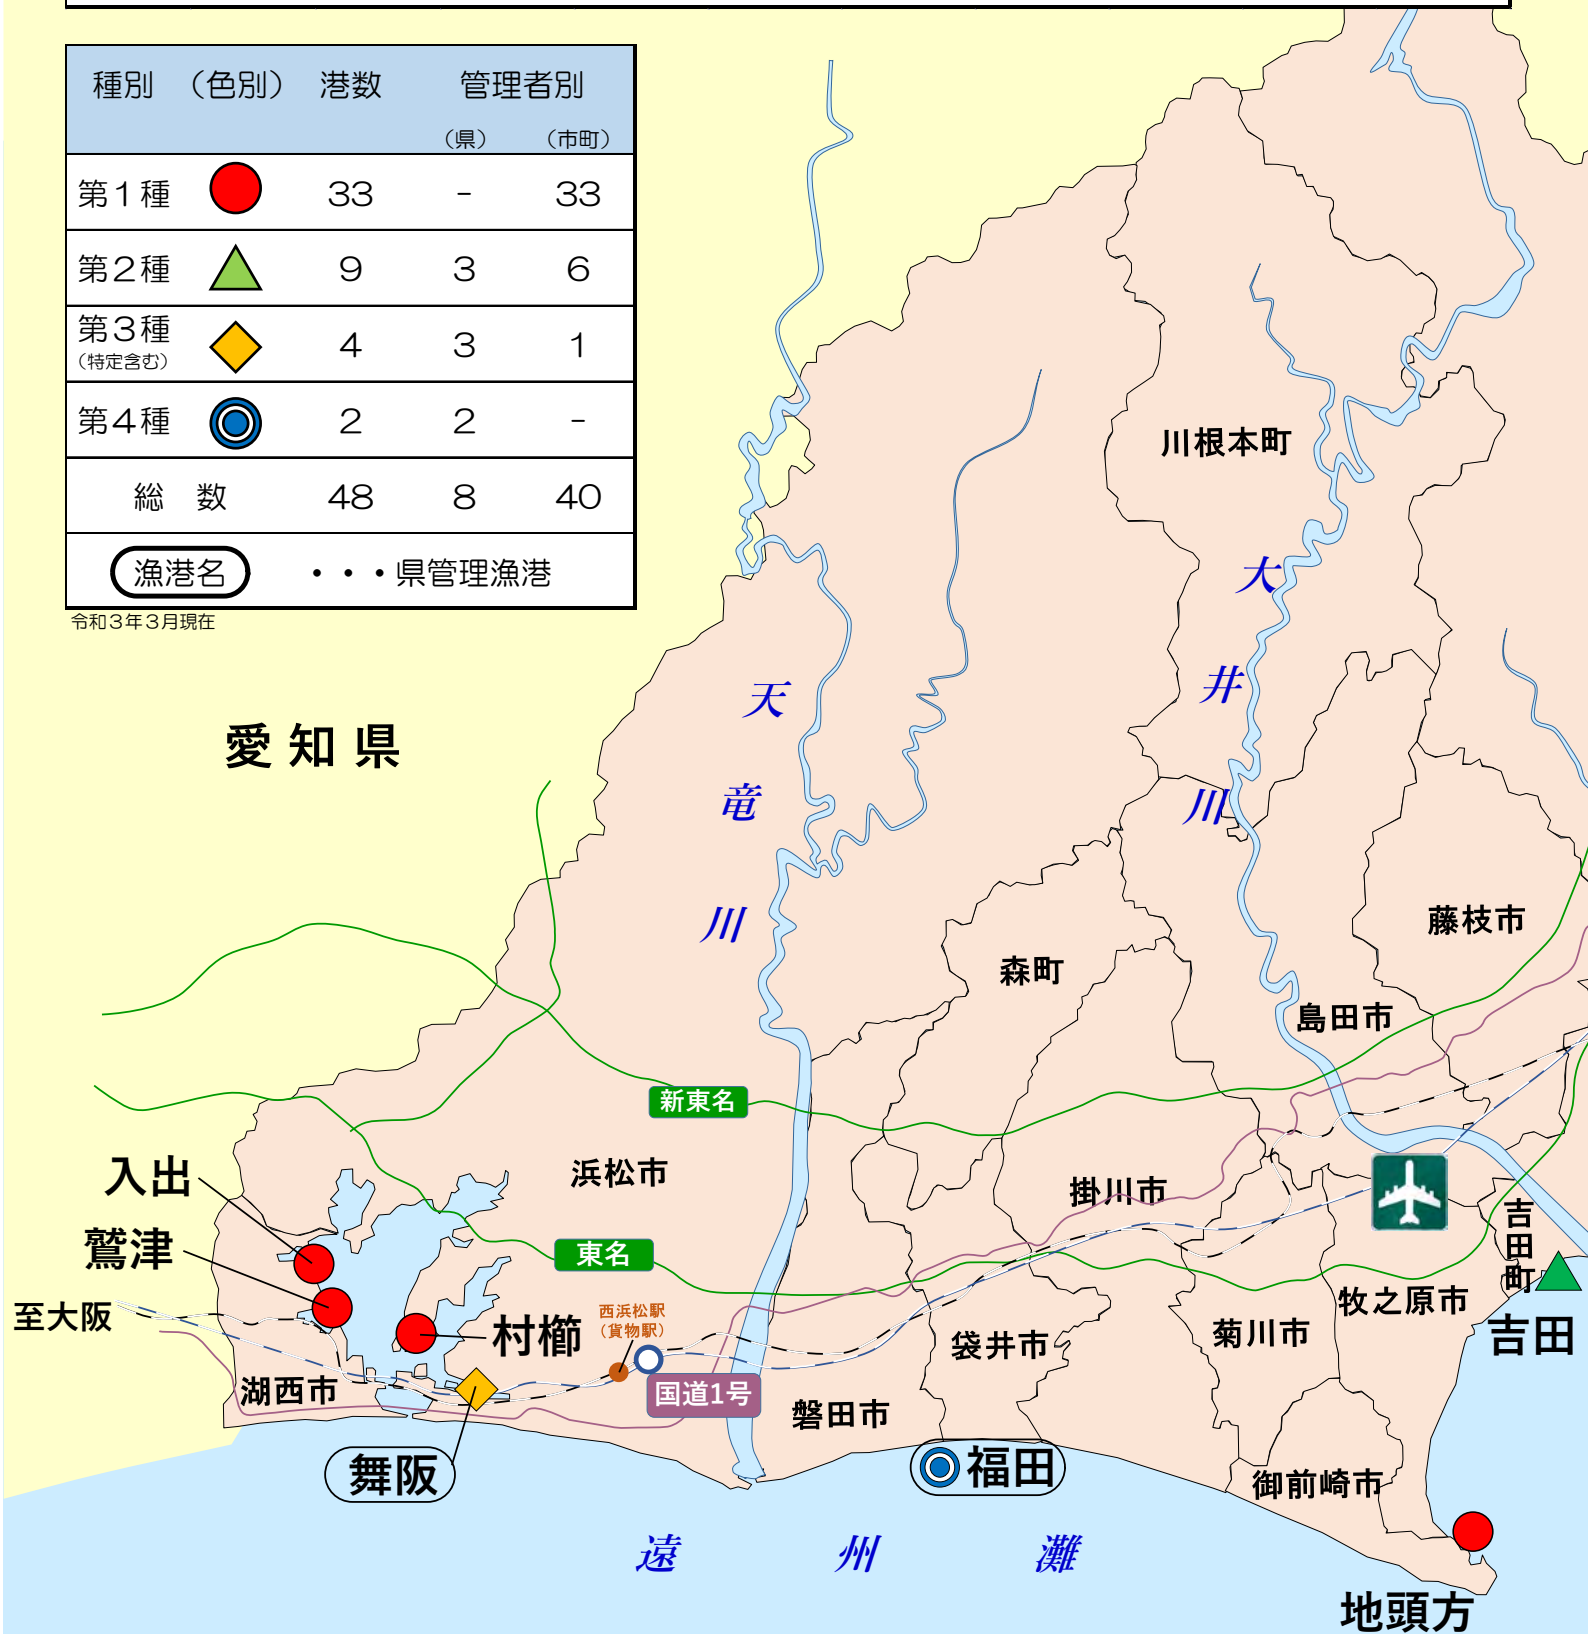 種別 （色別） 港数 管理者別
（県） （市町）
第１種 33 - 33
第２種 9 3 6
第３種 4 3 1
（特定含む）
第４種 2 2 -
総 数 48 8 40
漁港名 ・・・県管理漁港
令和３年３月現在
川根本町
大井川
天竜川
愛知県
藤枝市
森町
島田市
新東名
浜松市
入出
掛川市
鷲津
東名
吉田町
至大阪
村櫛
西浜松駅
（貨物駅）
牧之原市
菊川市
袋井市
吉田
湖西市
国道1号
磐田市
舞阪
福田
御前崎市
遠州灘
地頭方